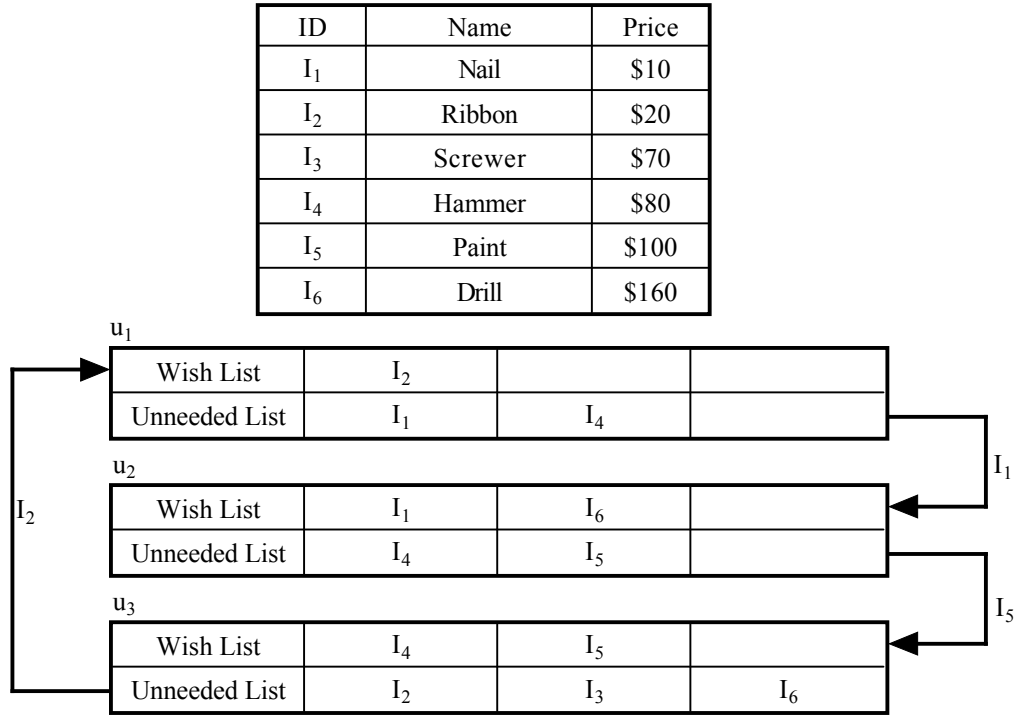 ID Name Price
I₁ Nail $10
I₂ Ribbon $20
I₃ Screwer $70
I₄ Hammer $80
I₅ Paint $100
I₆ Drill $160
u₁
Wish List I₂
Unneeded List I₁ I₄
I₁
u₂
I₂
Wish List I₁ I₆
Unneeded List I₄ I₅
I₅
u₃
Wish List I₄ I₅
Unneeded List I₂ I₃ I₆